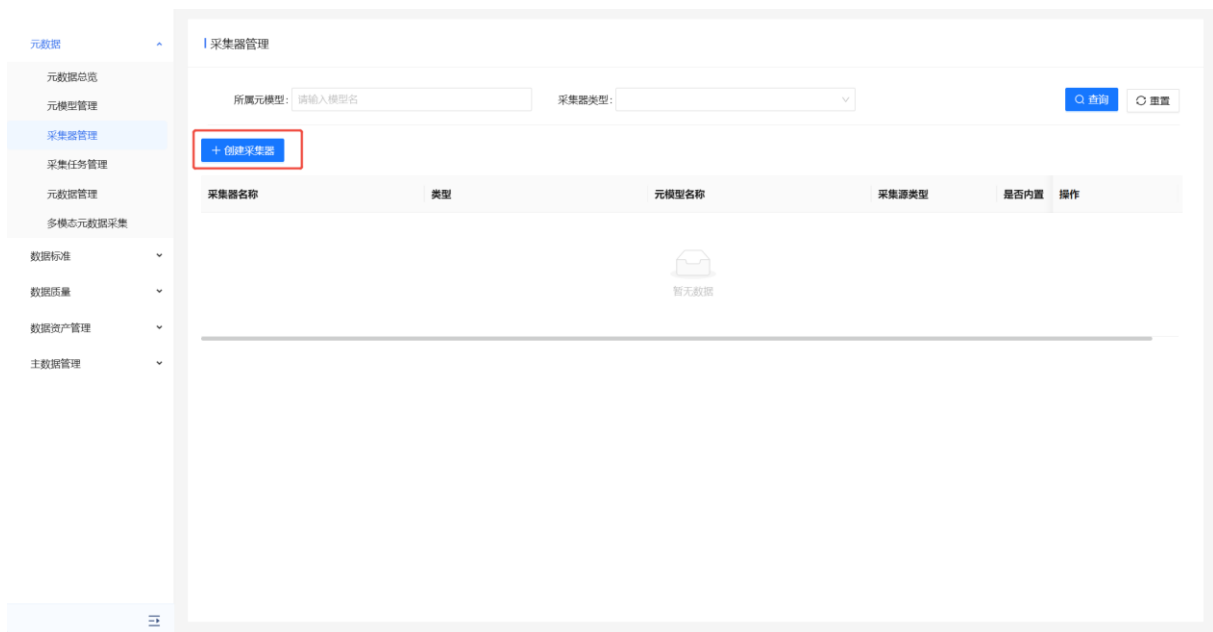 元数据
元数据总览
元模型管理
采集器管理
采集任务管理
元数据管理
多模态元数据采集
数据标准
数据质量
数据资产管理
主数据管理
采集器管理
所属元模型: 请输入模型名 采集器类型: 查询 重置
+ 创建采集器
采集器名称 类型 元模型名称 采集源类型 是否内置 操作
暂无数据